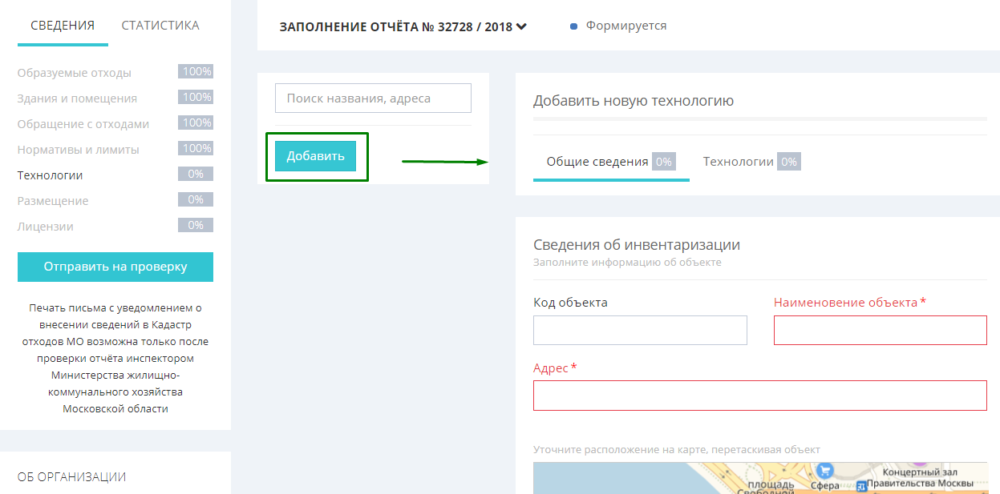 СВЕДЕНИЯ СТАТИСТИКА
Образуемые отходы 100%
Здания и помещения 100%
Обращение с отходами 100%
Нормативы и лимиты 100%
Технологии 0%
Размещение 0%
Лицензии 0%
Отправить на проверку
Печать письма с уведомлением о
внесении сведений в Кадастр
отходов МО возможна только после
проверки отчёта инспектором
Министерства жилищно-
коммунального хозяйства
Московской области
ОБ ОРГАНИЗАЦИИ
ЗАПОЛНЕНИЕ ОТЧЁТА № 32728 / 2018 Формируется
Поиск названия, адреса
Добавить
Добавить новую технологию
Общие сведения 0% Технологии 0%
Сведения об инвентаризации
Заполните информацию об объекте
Код объекта Наименование объекта *
Адрес *
Уточните расположение на карте, перетаскивая объект
площадь
Свободной
Сфера
Концертный зал
Правительства Москвы